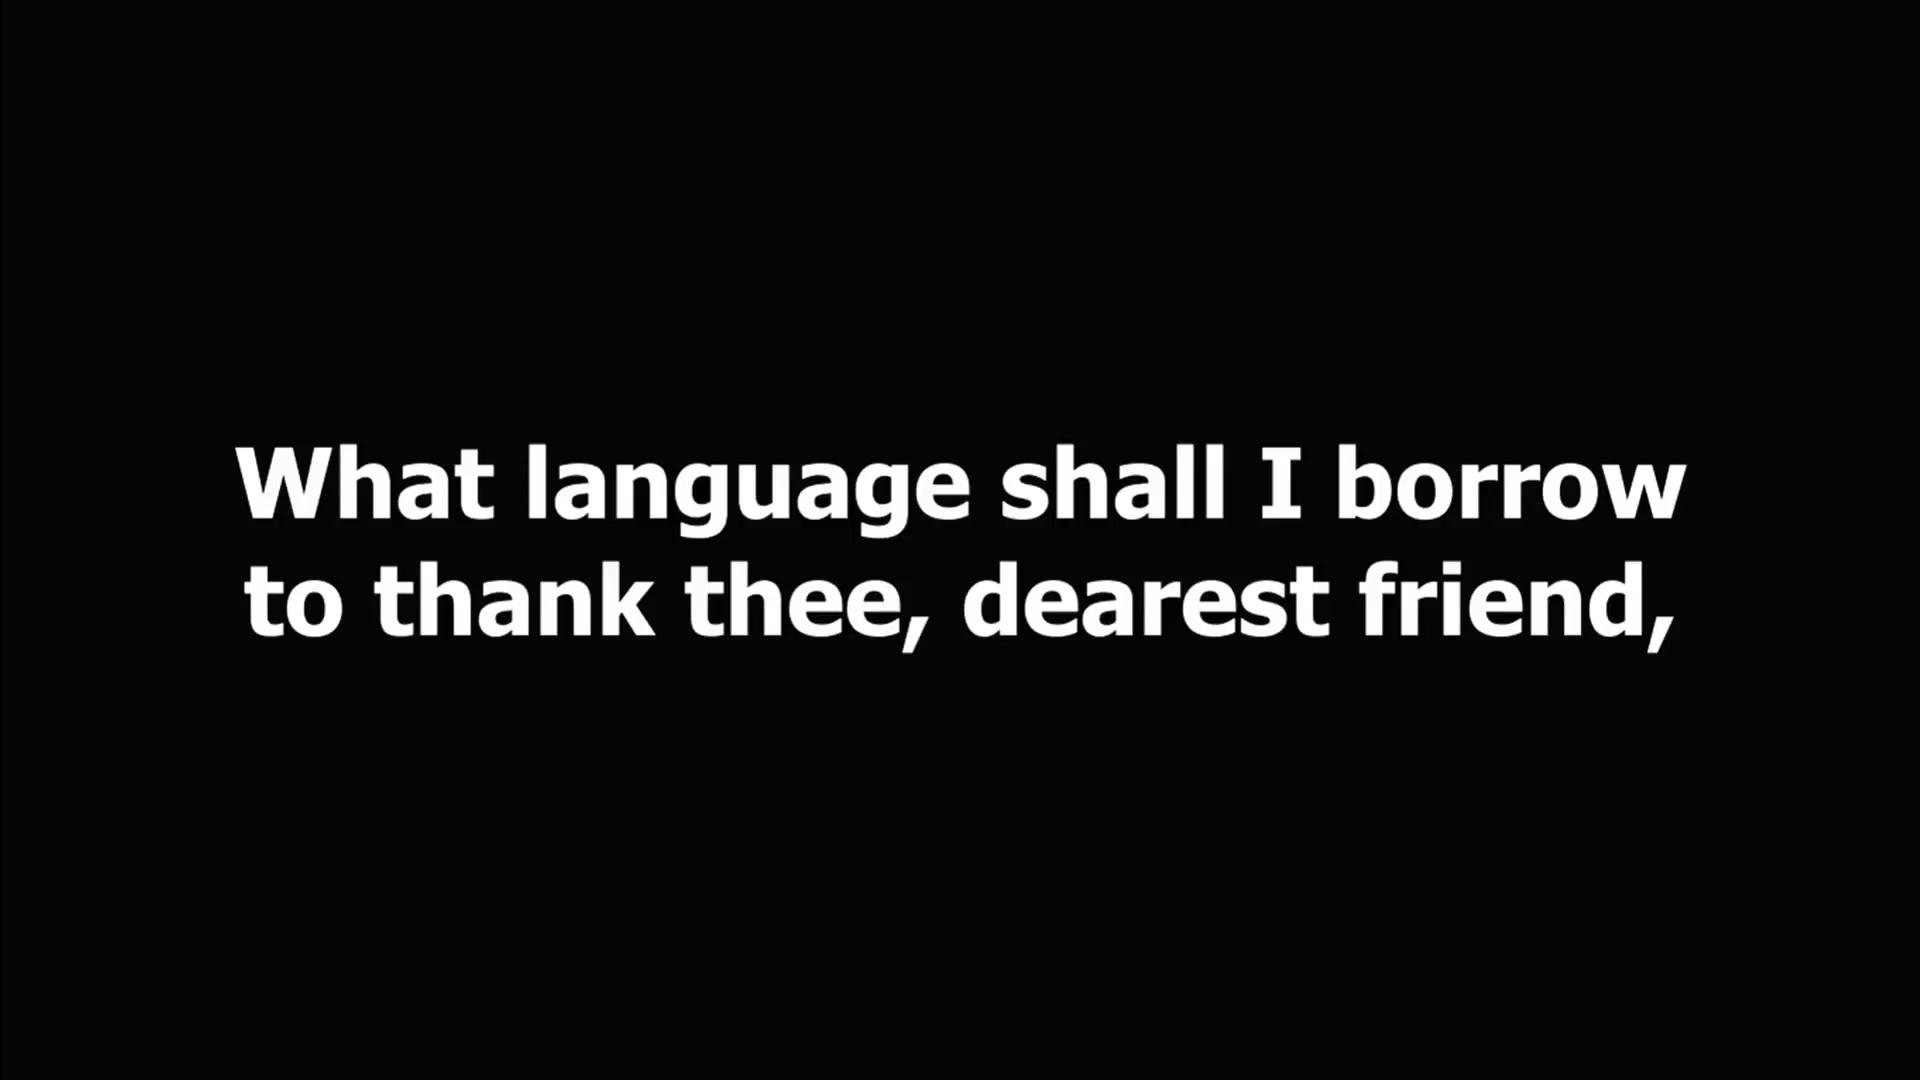 What language shall I borrow
to thank thee, dearest friend,